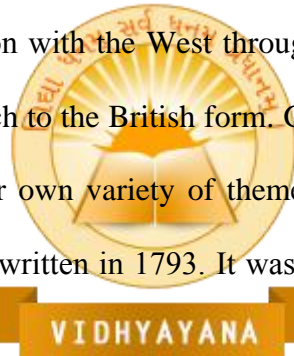 on with the West throug
ch to the British form. C
r own variety of theme
written in 1793. It was
VIDHYAYANA